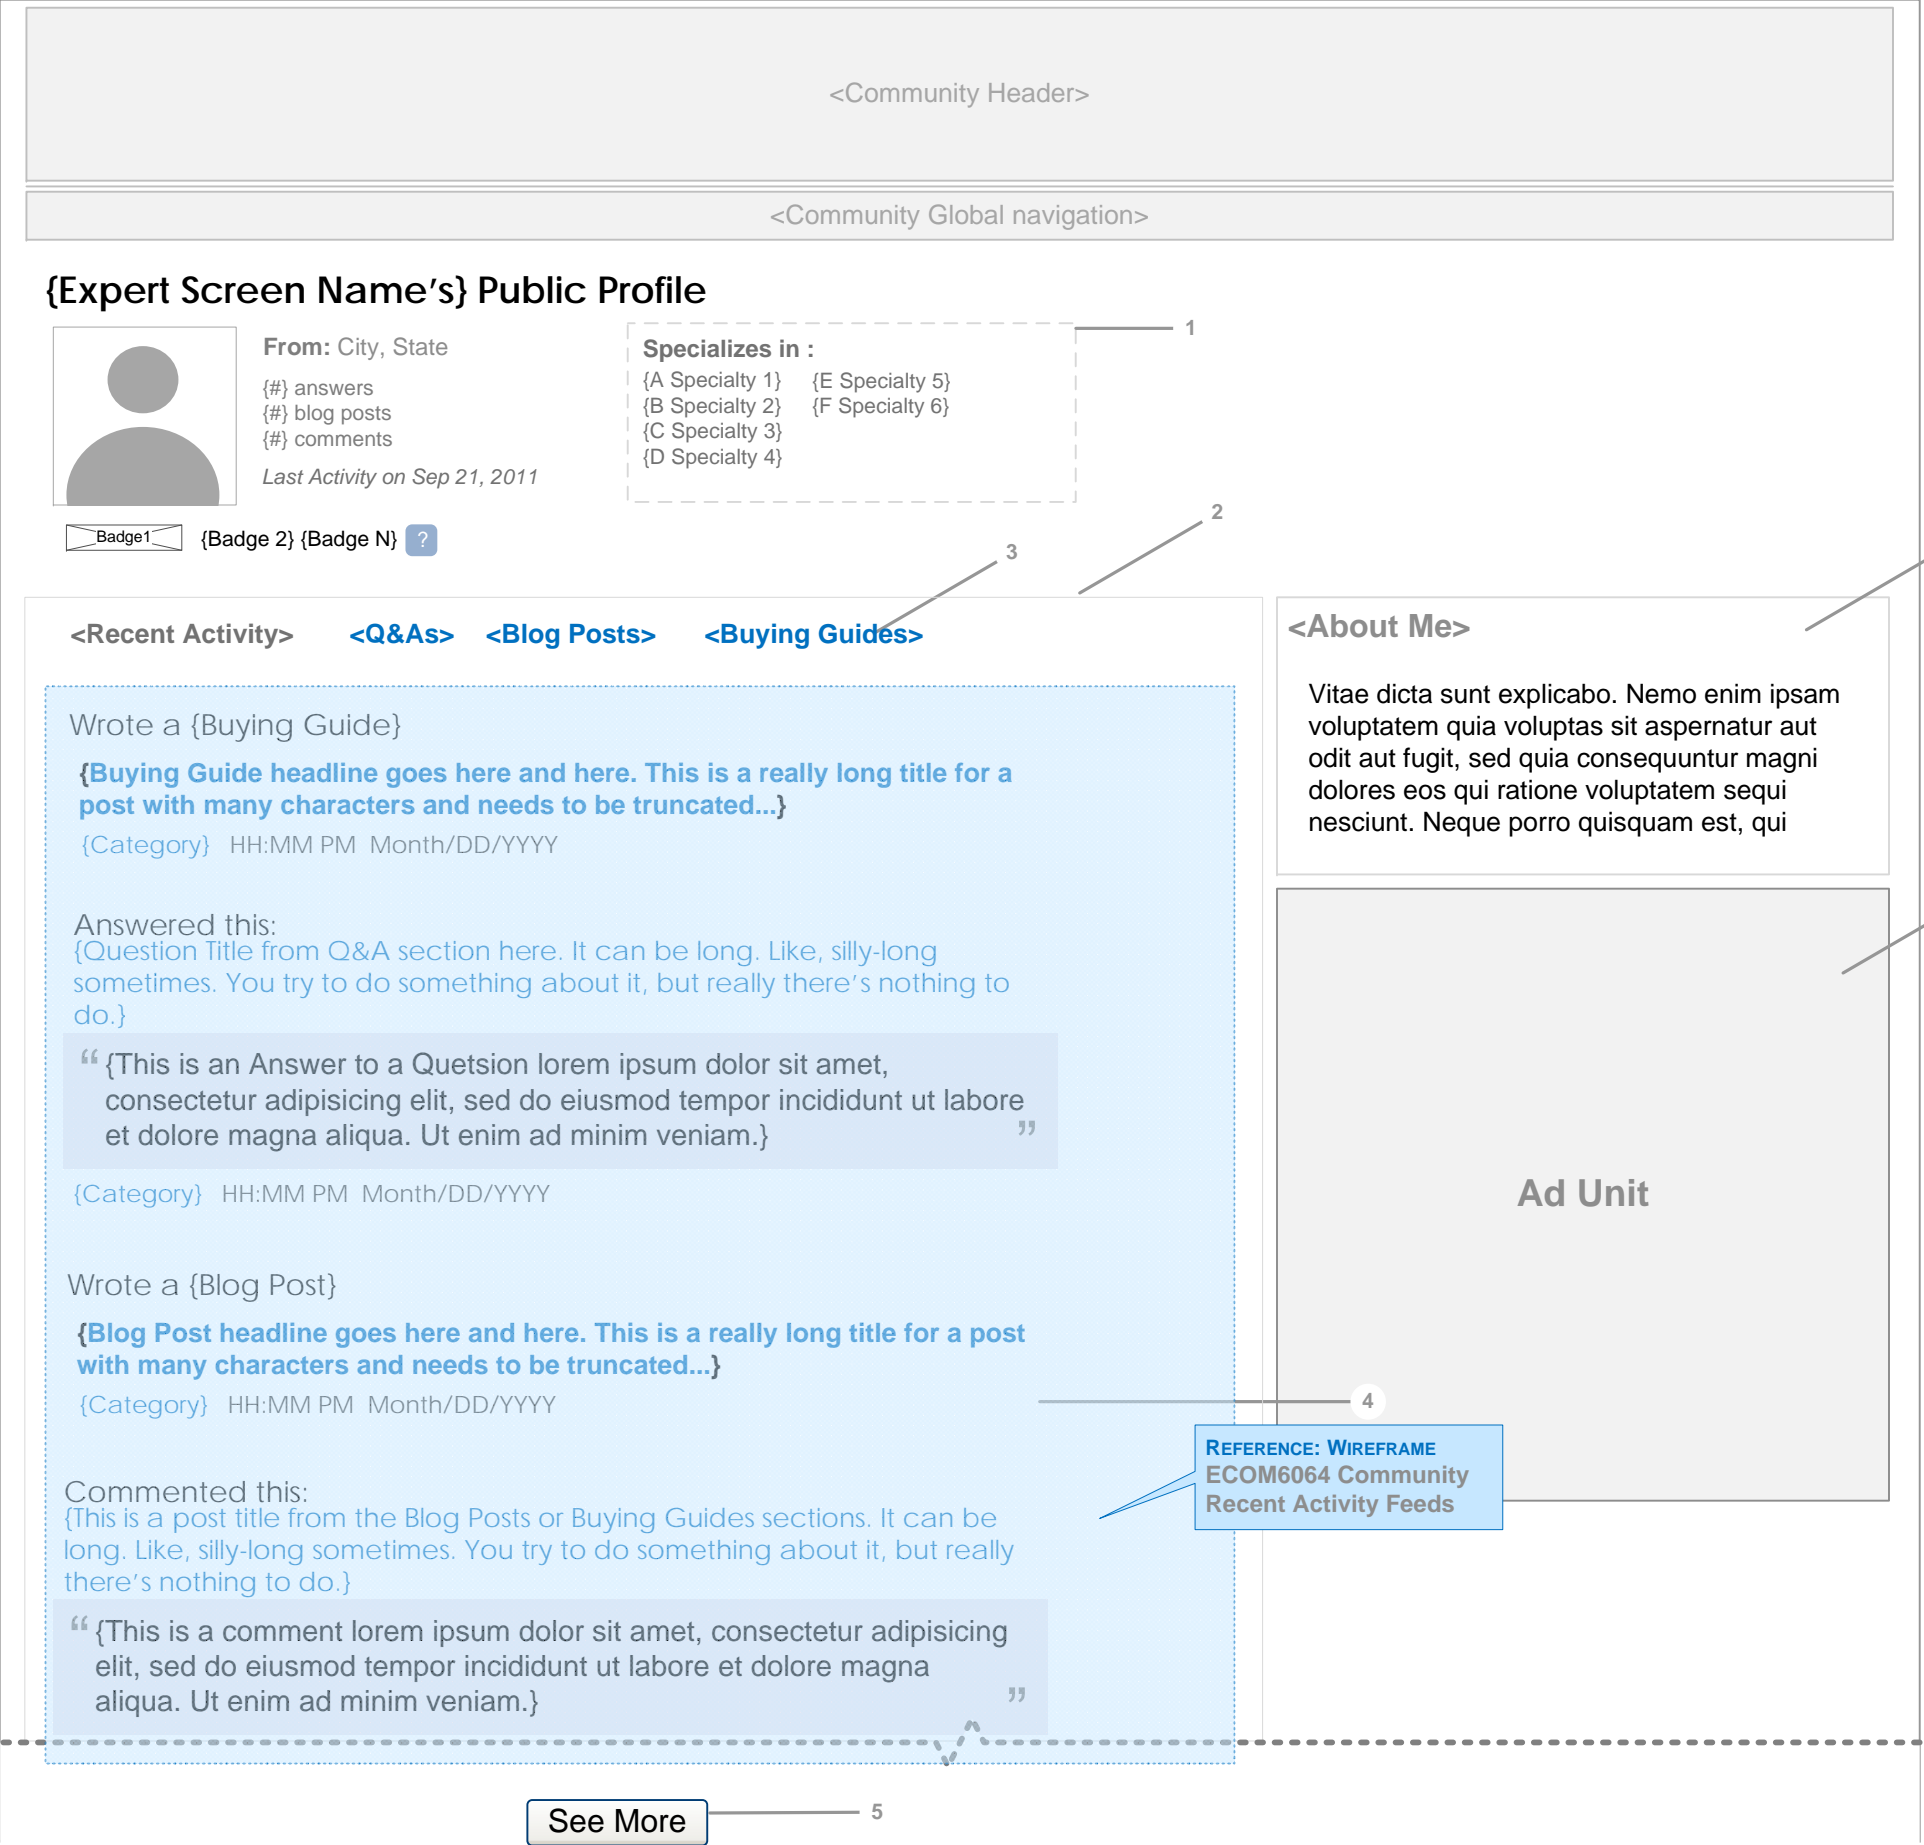 <Community Header>
<Community Global navigation>
{Expert Screen Name's} Public Profile
From: City, State
{#} answers
{#} blog posts
{#} comments
Last Activity on Sep 21, 2011
Specializes in :
{A Specialty 1} {E Specialty 5}
{B Specialty 2} {F Specialty 6}
{C Specialty 3}
{D Specialty 4}
1
Badge1 {Badge 2} {Badge N} ?
2
3
<Recent Activity> <Q&As> <Blog Posts> <Buying Guides>
Wrote a {Buying Guide}
{Buying Guide headline goes here and here. This is a really long title for a
post with many characters and needs to be truncated...}
{Category} HH:MM PM Month/DD/YYYY
Answered this:
{Question Title from Q&A section here. It can be long. Like, silly-long
sometimes. You try to do something about it, but really there's nothing to
do.}
“ {This is an Answer to a Quetsion lorem ipsum dolor sit amet,
consectetur adipisicing elit, sed do eiusmod tempor incididunt ut labore
et dolore magna aliqua. Ut enim ad minim veniam.} ”
{Category} HH:MM PM Month/DD/YYYY
Wrote a {Blog Post}
{Blog Post headline goes here and here. This is a really long title for a post
with many characters and needs to be truncated...}
{Category} HH:MM PM Month/DD/YYYY
4
Commented this:
{This is a post title from the Blog Posts or Buying Guides sections. It can be
long. Like, silly-long sometimes. You try to do something about it, but really
there's nothing to do.}
“ {This is a comment lorem ipsum dolor sit amet, consectetur adipisicing
elit, sed do eiusmod tempor incididunt ut labore et dolore magna
aliqua. Ut enim ad minim veniam.} ”
REFERENCE: WIREFRAME
ECOM6064 Community
Recent Activity Feeds
See More
5
<About Me>
Vitae dicta sunt explicabo. Nemo enim ipsam
voluptatem quia voluptas sit aspernatur aut
odit aut fugit, sed quia consequuntur magni
dolores eos qui ratione voluptatem sequi
nesciunt. Neque porro quisquam est, qui
Ad Unit